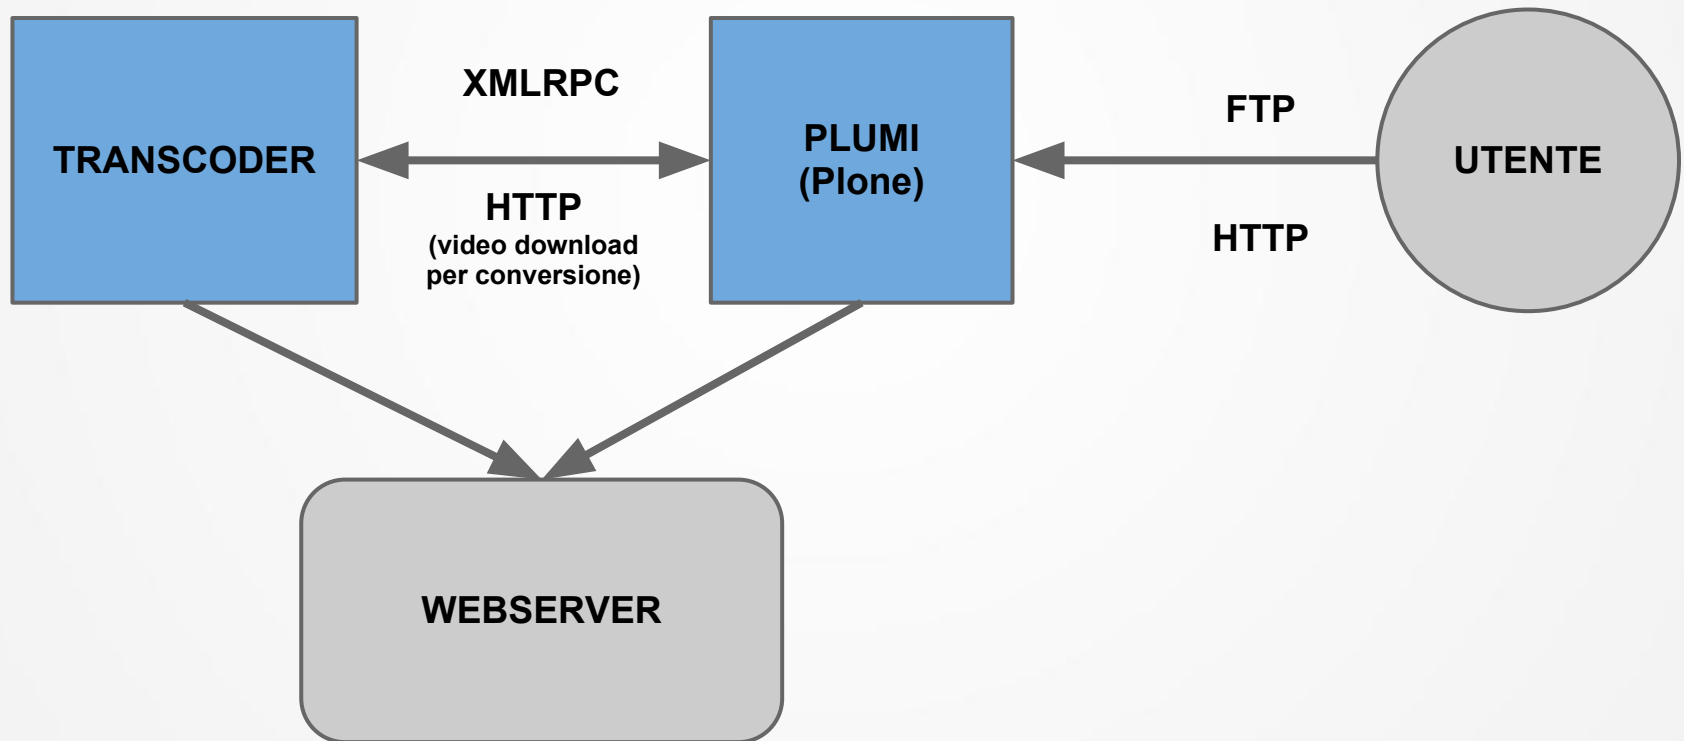 XMLRPC
TRANSCODER
HTTP
(video download
per conversione)
PLUMI
(Plone)
FTP
HTTP
UTENTE
WEBSERVER